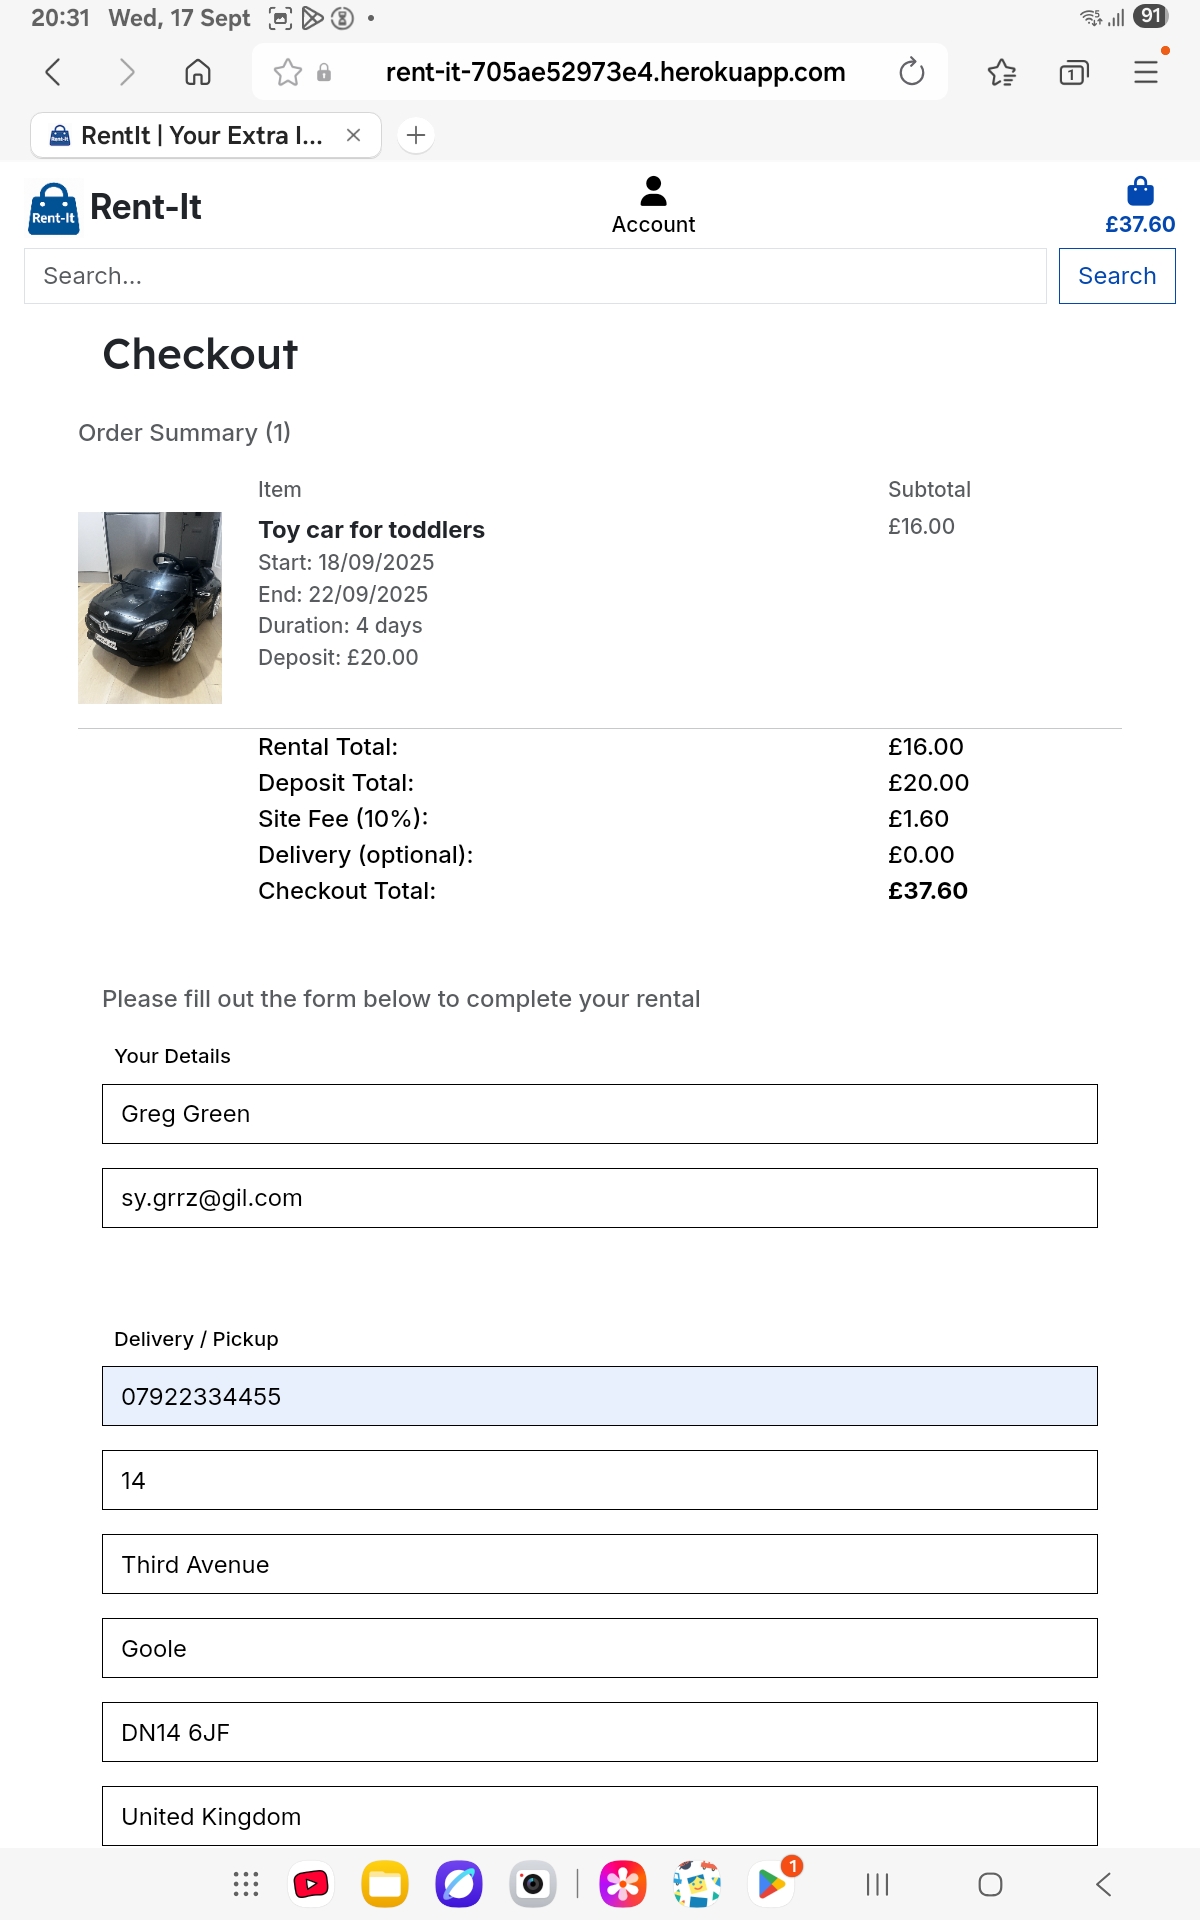 20:31 Wed, 17 Sept
91
rent-it-705ae52973e4.herokuapp.com
1
RentIt | Your Extra I...
Rent-It
Rent-It
Account
£37.60
Search...
Search
Checkout
Order Summary (1)
Item
Subtotal
Toy car for toddlers
£16.00
Start: 18/09/2025
End: 22/09/2025
Duration: 4 days
Deposit: £20.00
Rental Total: £16.00
Deposit Total: £20.00
Site Fee (10%): £1.60
Delivery (optional): £0.00
Checkout Total: £37.60
Please fill out the form below to complete your rental
Your Details
Greg Green
sy.grrz@gil.com
Delivery / Pickup
07922334455
14
Third Avenue
Goole
DN14 6JF
United Kingdom
1